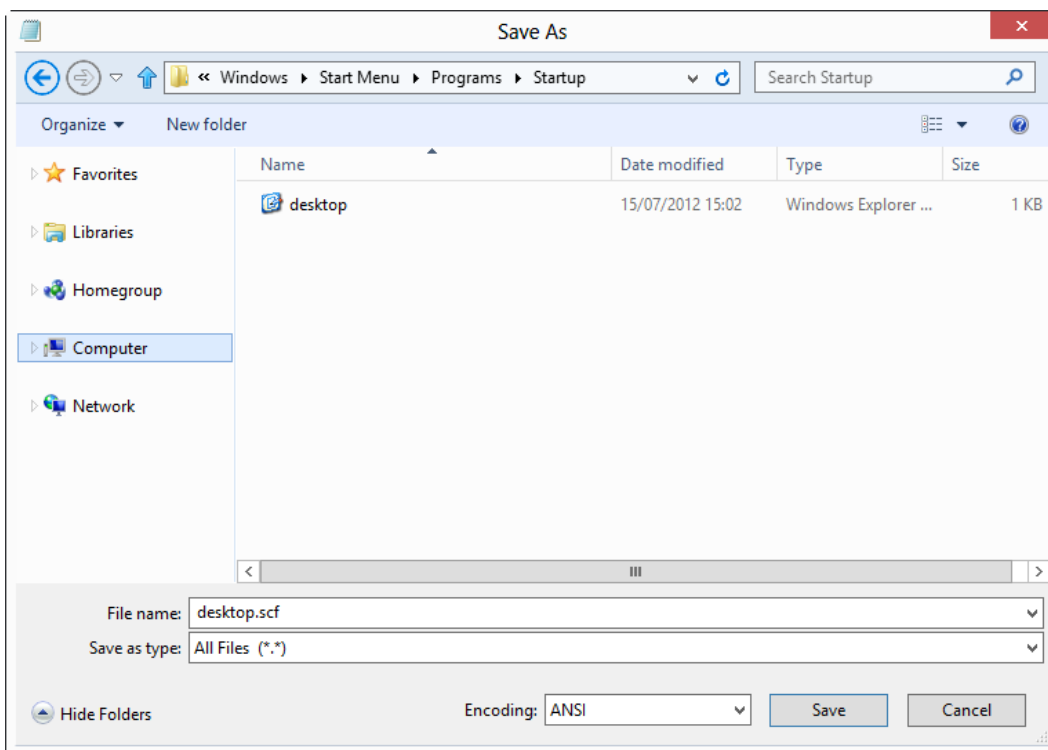 Save As
« Windows Start Menu Programs Startup Search Startup
Organize New folder
Name Date modified Type Size
Favorites
desktop 15/07/2012 15:02 Windows Explorer ... 1 KB
Libraries
Homegroup
Computer
Network
File name: desktop.scf
Save as type: All Files (*.*)
Hide Folders Encoding: ANSI Save Cancel